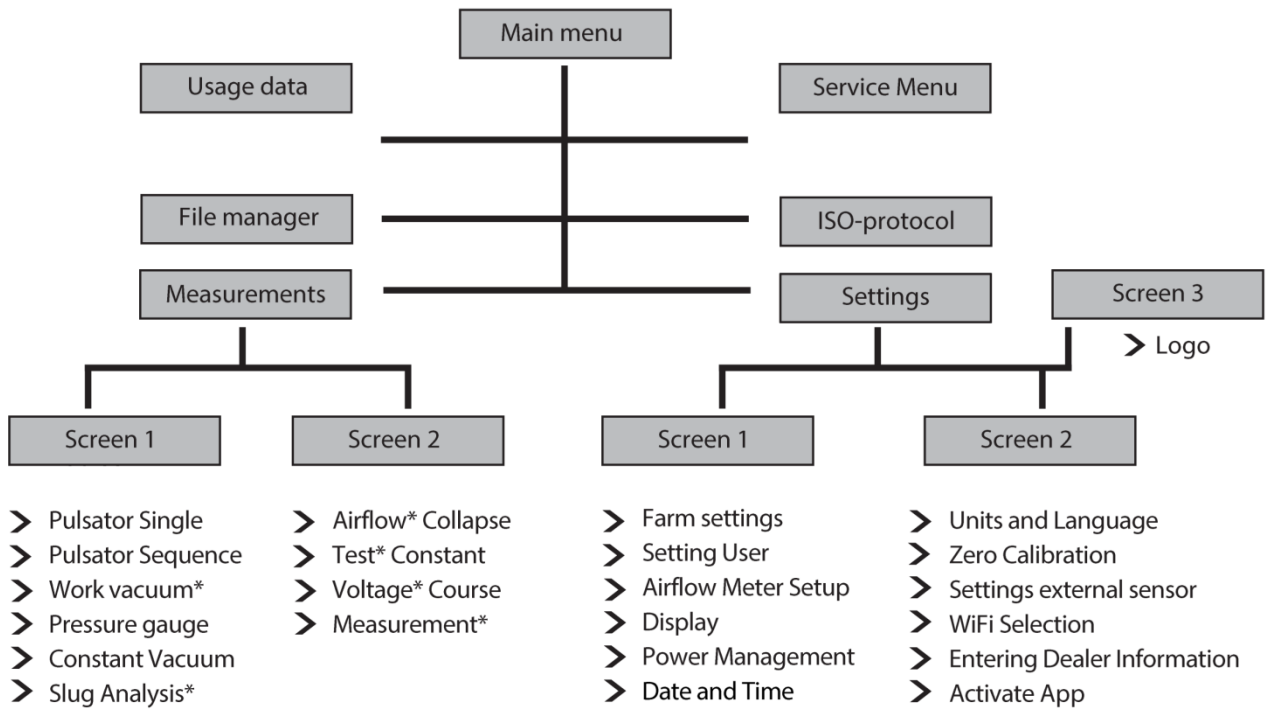 Main menu
Usage data
Service Menu
File manager
ISO-protocol
Measurements
Settings
Screen 3
Logo
Screen 1
Screen 2
Screen 1
Screen 2
Pulsator Single
Pulsator Sequence
Work vacuum*
Pressure gauge
Constant Vacuum
Slug Analysis*
Airflow* Collapse
Test* Constant
Voltage* Course
Measurement*
Farm settings
Setting User
Airflow Meter Setup
Display
Power Management
Date and Time
Units and Language
Zero Calibration
Settings external sensor
WiFi Selection
Entering Dealer Information
Activate App